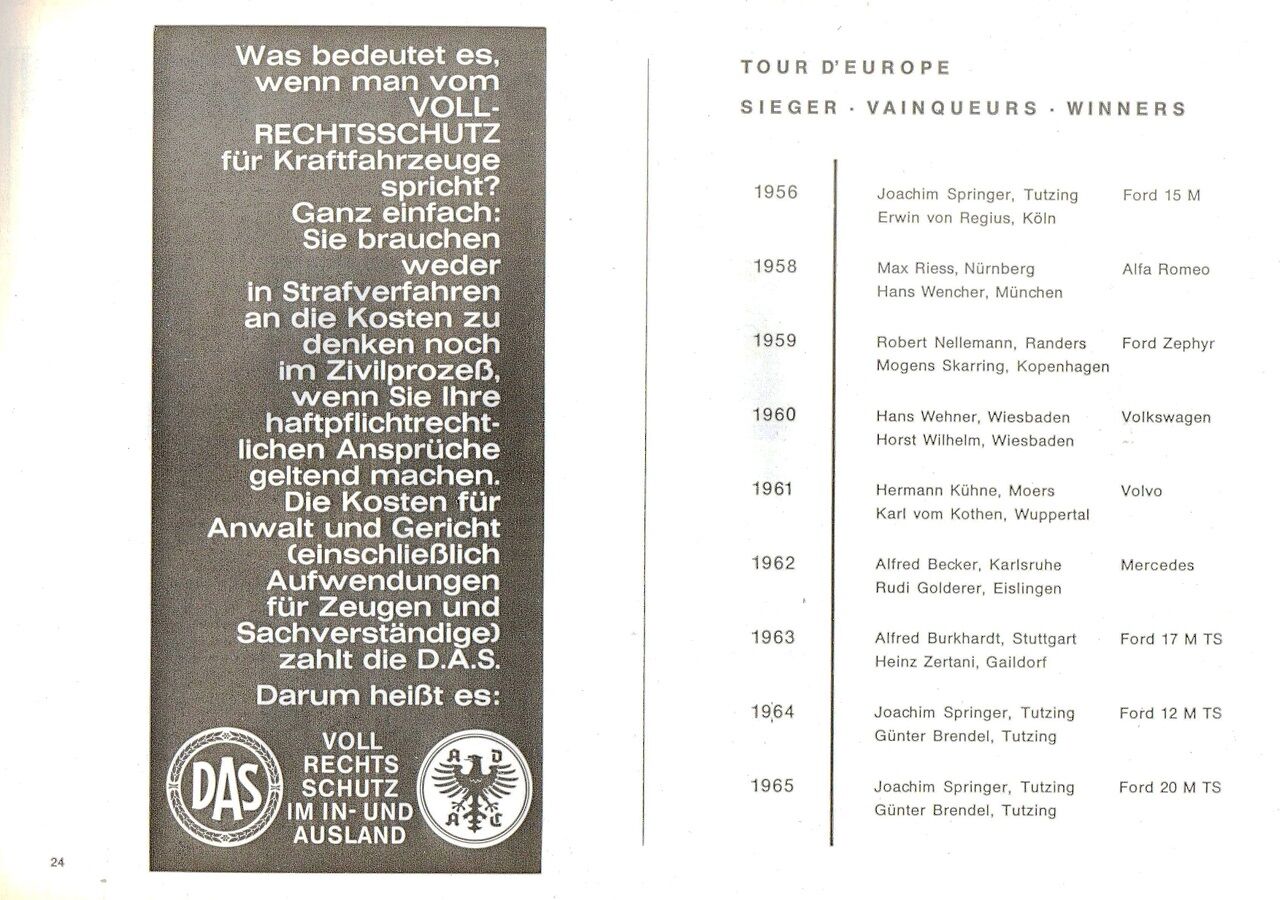 Was bedeutet es,
wenn man vom
VOLL-
RECHTSSCHUTZ
für Kraftfahrzeuge
spricht?
Ganz einfach:
Sie brauchen
weder
in Strafverfahren
an die Kosten zu
denken noch
im Zivilprozeß,
wenn Sie Ihre
haftpflichtrecht-
lichen Ansprüche
geltend machen.
Die Kosten für
Anwalt und Gericht
(einschließlich
Aufwendungen
für Zeugen und
Sachverständige)
zahlt die D.A.S.
Darum heißt es:
DAS
VOLL
RECHTS
SCHUTZ
IM IN- UND
AUSLAND
A D
A C
24
TOUR D'EUROPE
SIEGER · VAINQUEURS · WINNERS
1956 Joachim Springer, Tutzing Ford 15 M
Erwin von Regius, Köln
1958 Max Riess, Nürnberg Alfa Romeo
Hans Wencher, München
1959 Robert Nellemann, Randers Ford Zephyr
Mogens Skarring, Kopenhagen
1960 Hans Wehner, Wiesbaden Volkswagen
Horst Wilhelm, Wiesbaden
1961 Hermann Kühne, Moers Volvo
Karl vom Kothen, Wuppertal
1962 Alfred Becker, Karlsruhe Mercedes
Rudi Golderer, Eislingen
1963 Alfred Burkhardt, Stuttgart Ford 17 M TS
Heinz Zertani, Gaildorf
1964 Joachim Springer, Tutzing Ford 12 M TS
Günter Brendel, Tutzing
1965 Joachim Springer, Tutzing Ford 20 M TS
Günter Brendel, Tutzing